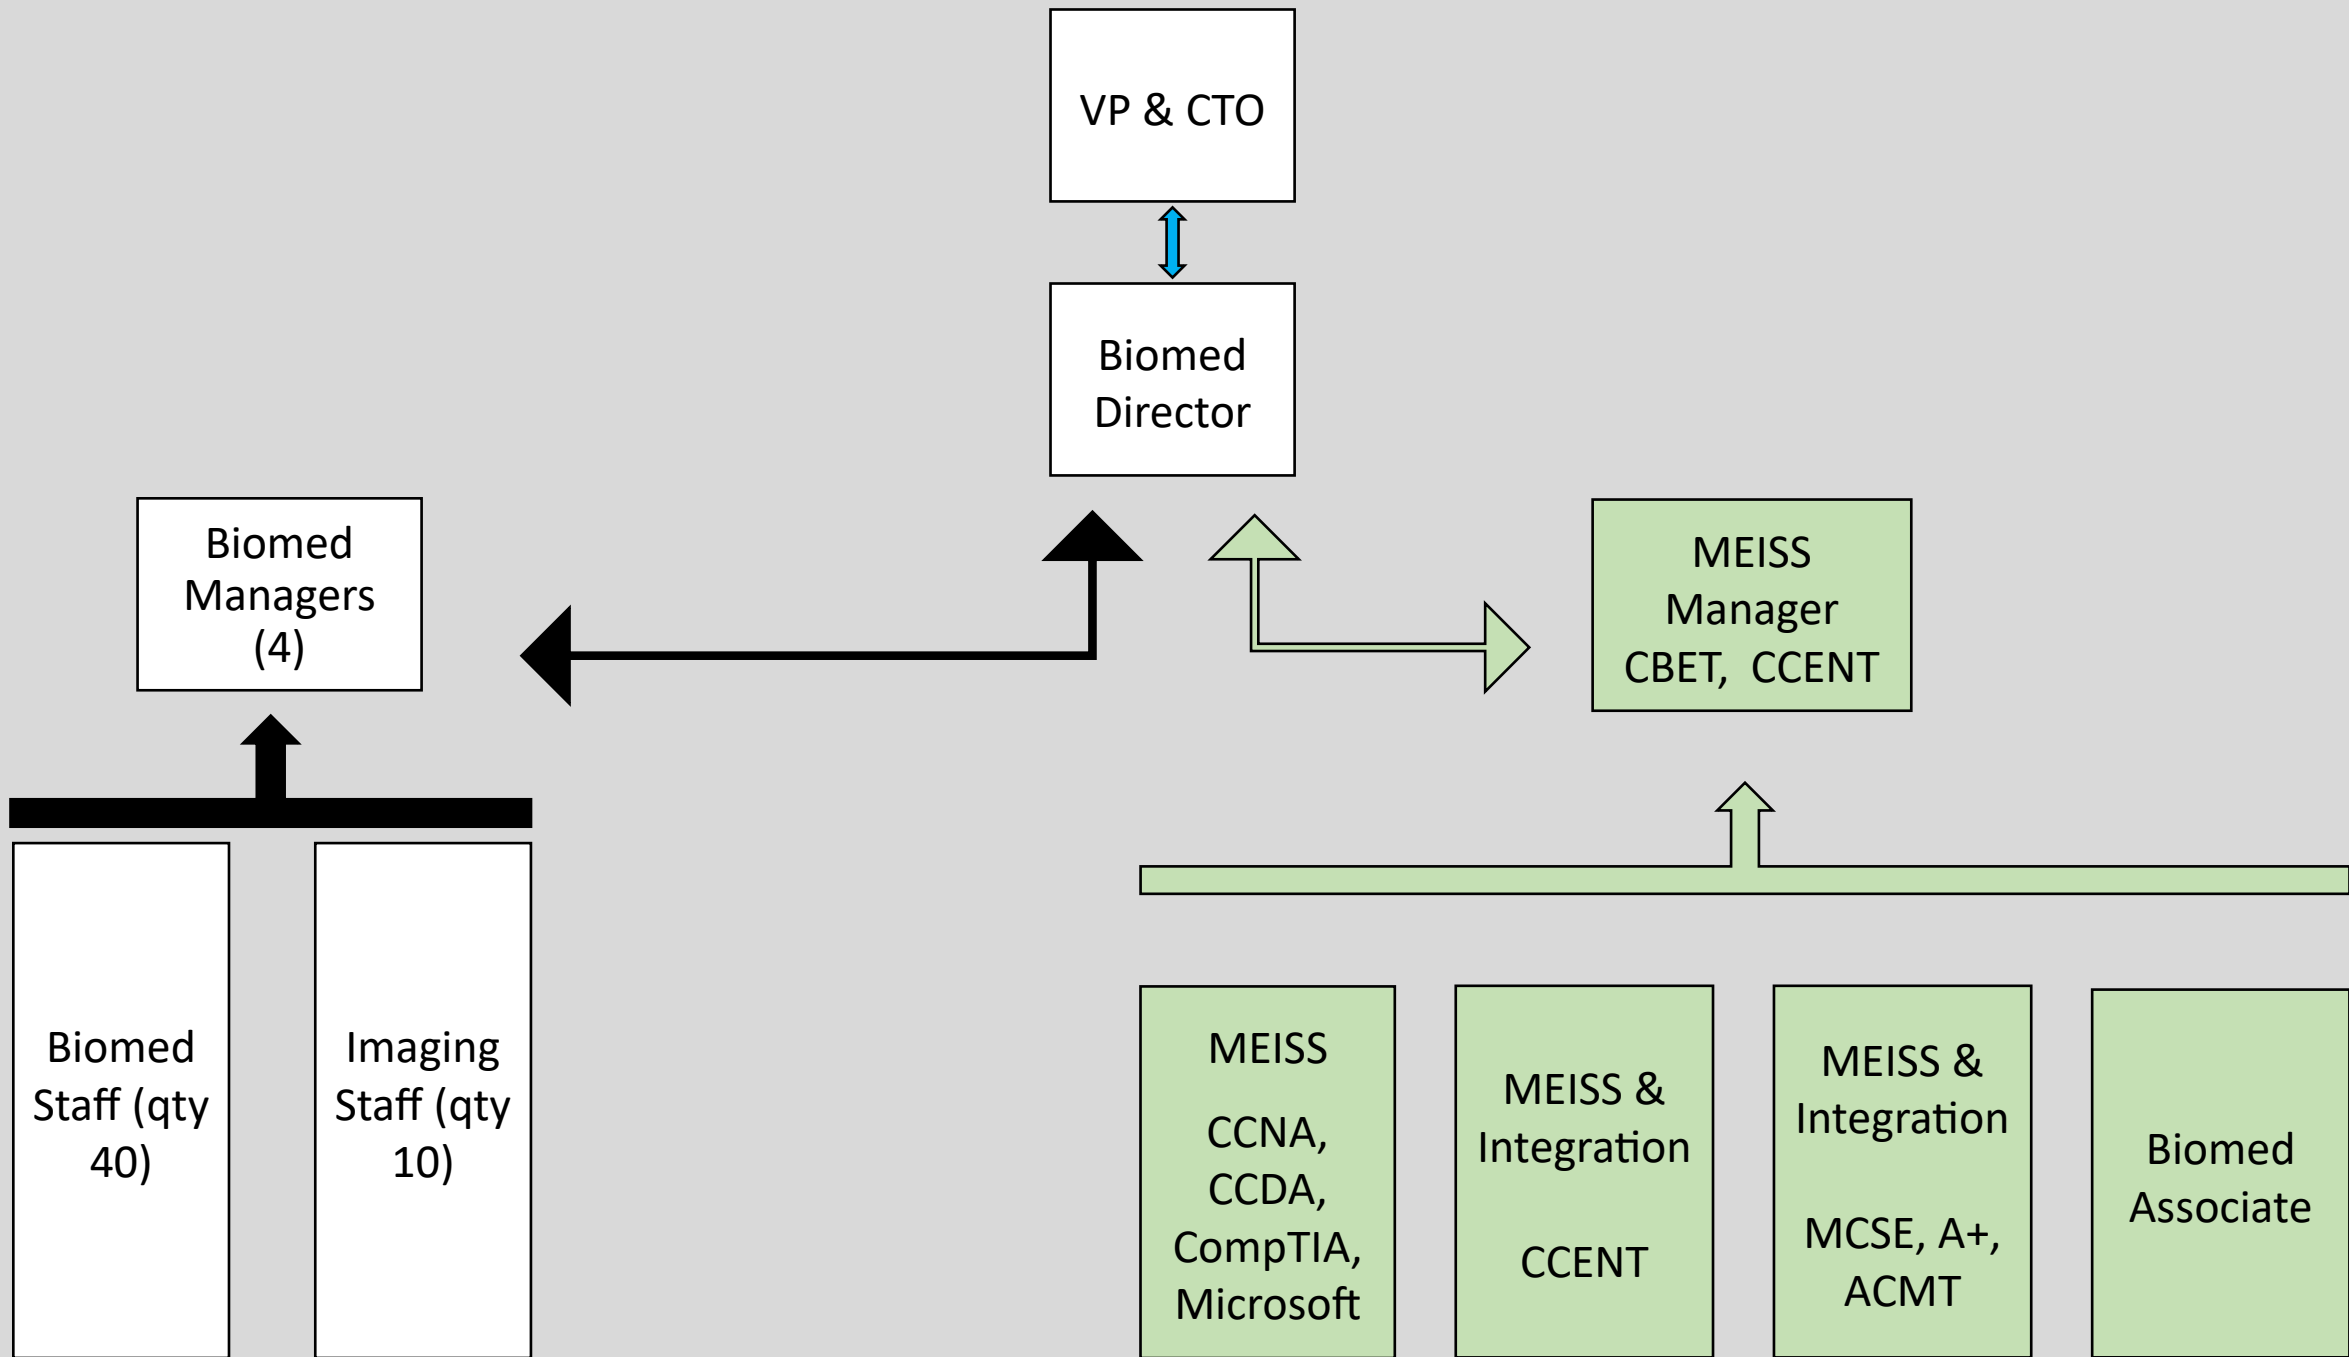 VP & CTO
Biomed
Director
Biomed
Managers
(4)
MEISS
Manager
CBET, CCENT
Biomed
Staff (qty
40)
Imaging
Staff (qty
10)
MEISS
CCNA,
CCDA,
CompTIA,
Microsoft
MEISS &
Integration
CCENT
MEISS &
Integration
MCSE, A+,
ACMT
Biomed
Associate